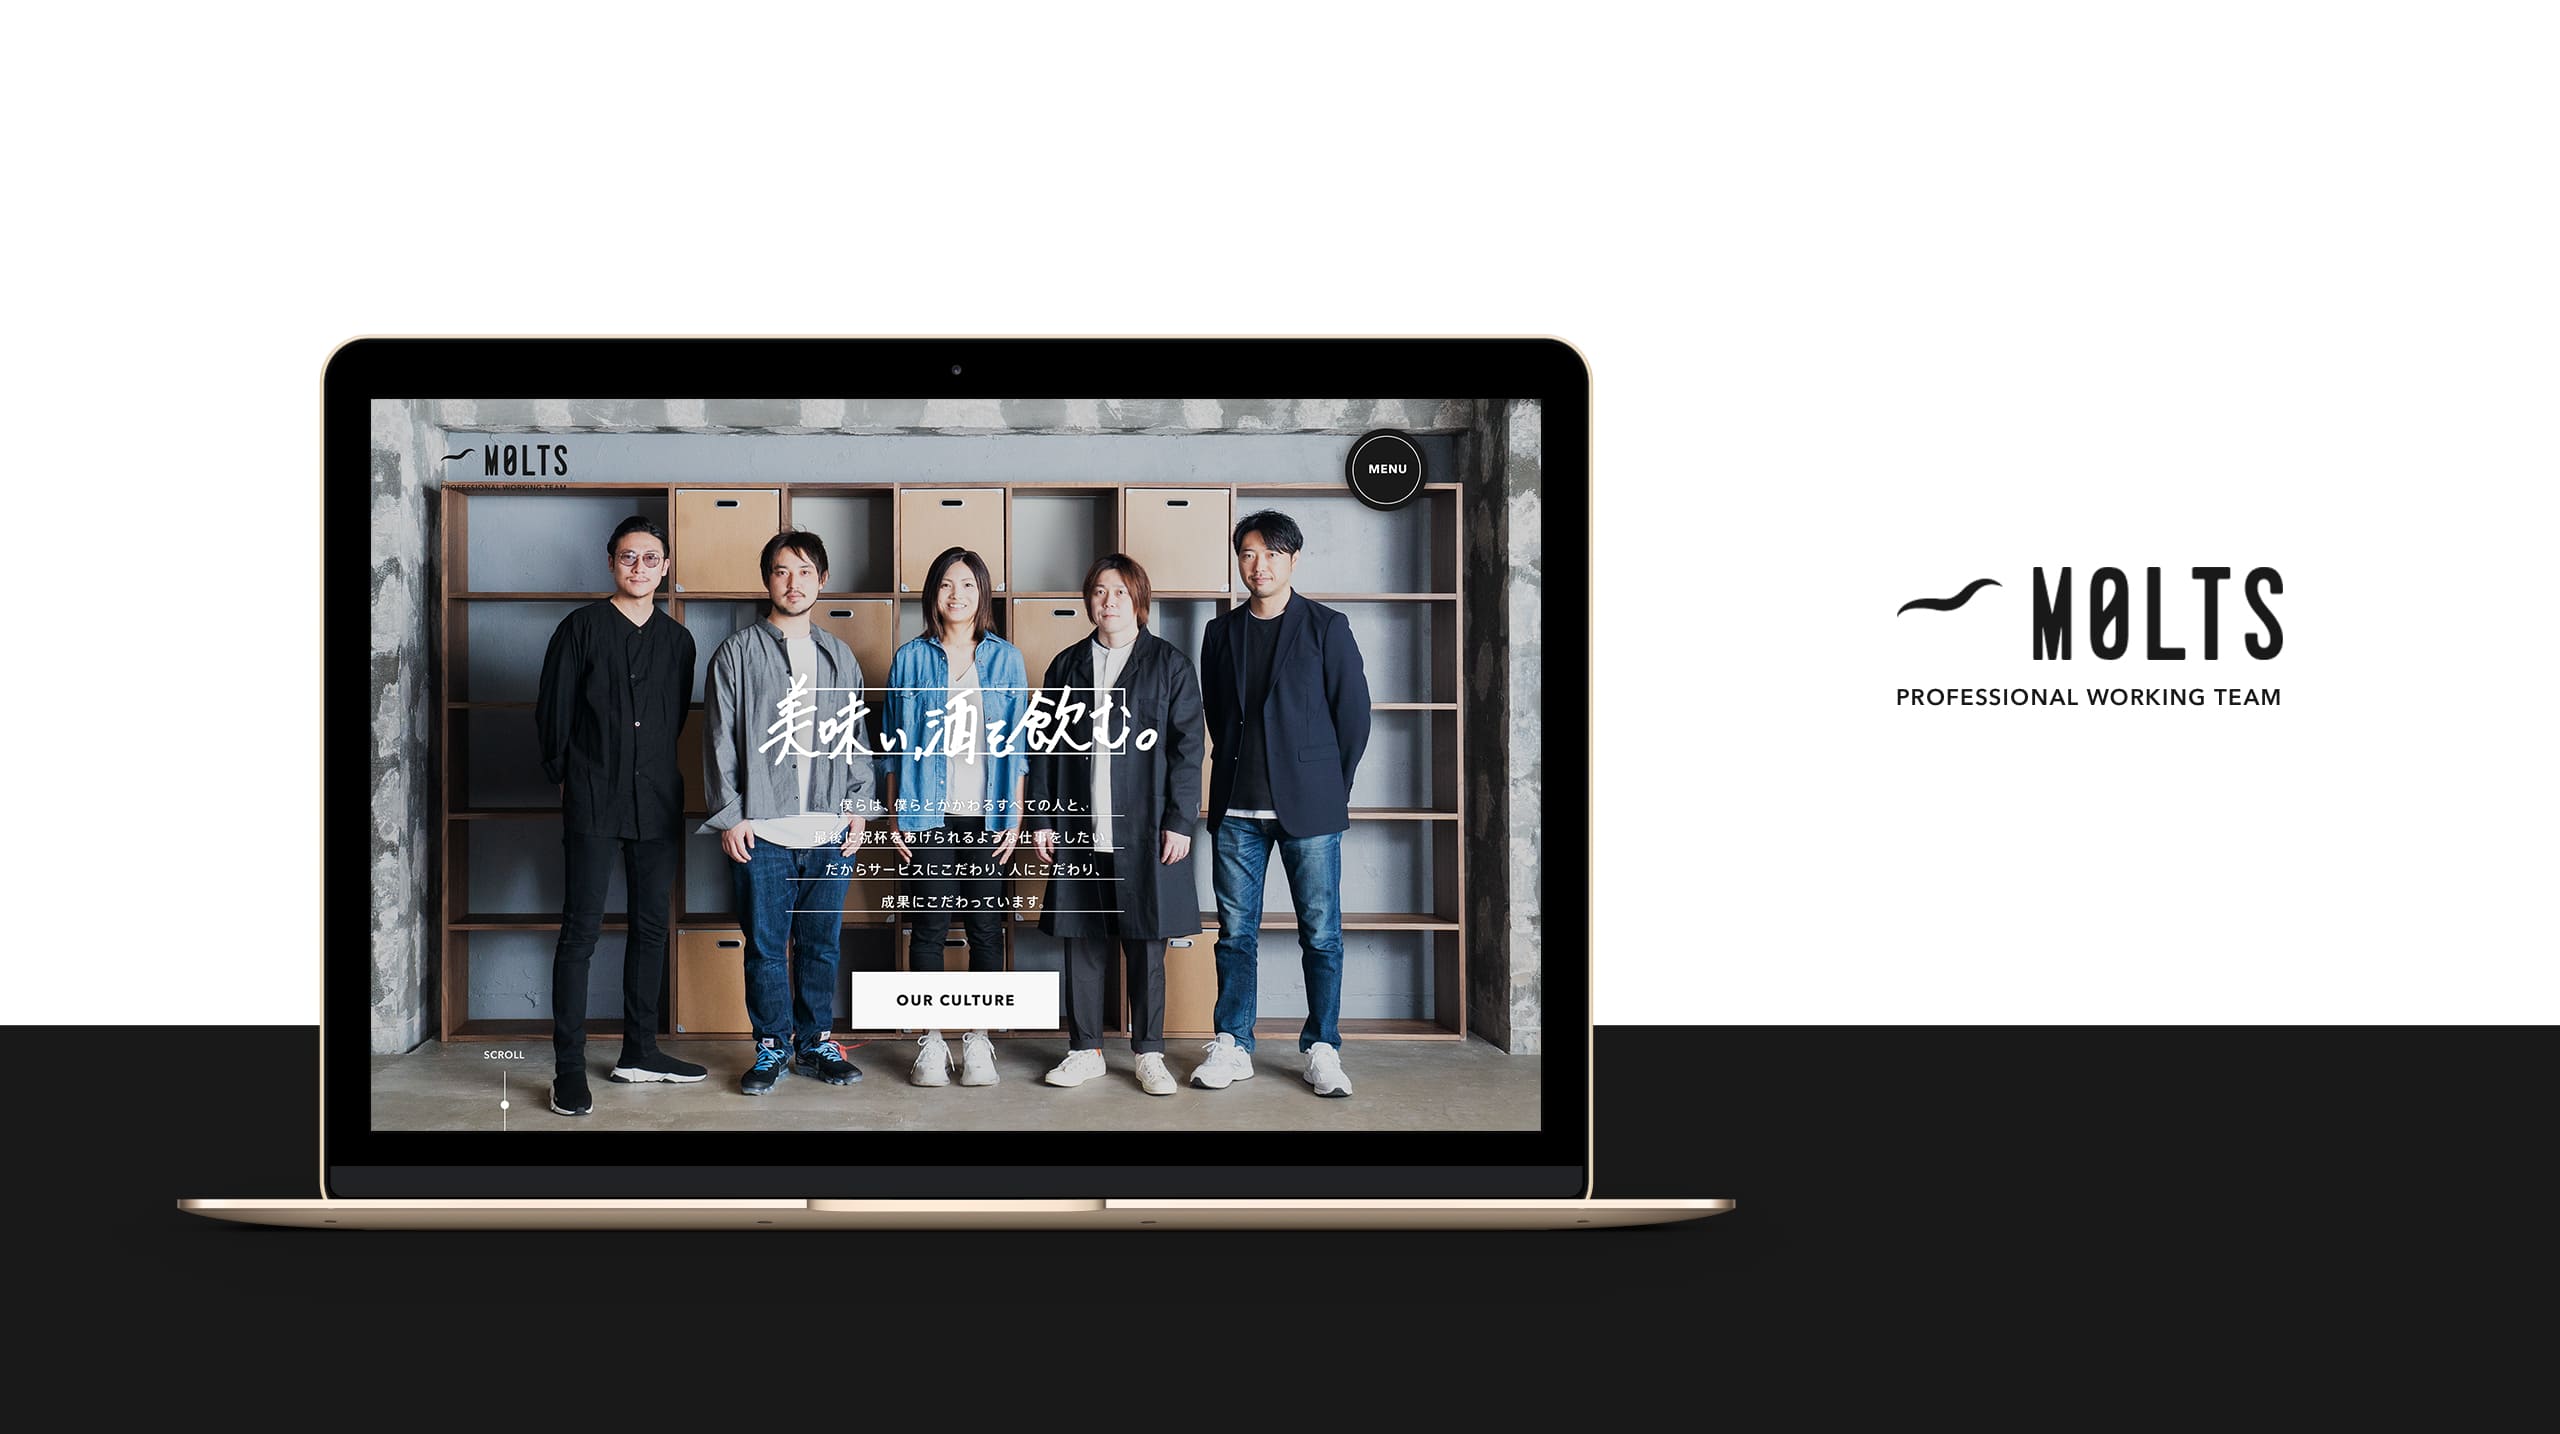 MØLTS
PROFESSIONAL WORKING TEAM
MENU
美味い酒を飲む。
僕らは、僕らとかかわるすべての人と、
最後に祝杯をあげられるような仕事をしたい
だからサービスにこだわり、人にこだわり、
成果にこだわっています。
OUR CULTURE
SCROLL
MØLTS
PROFESSIONAL WORKING TEAM